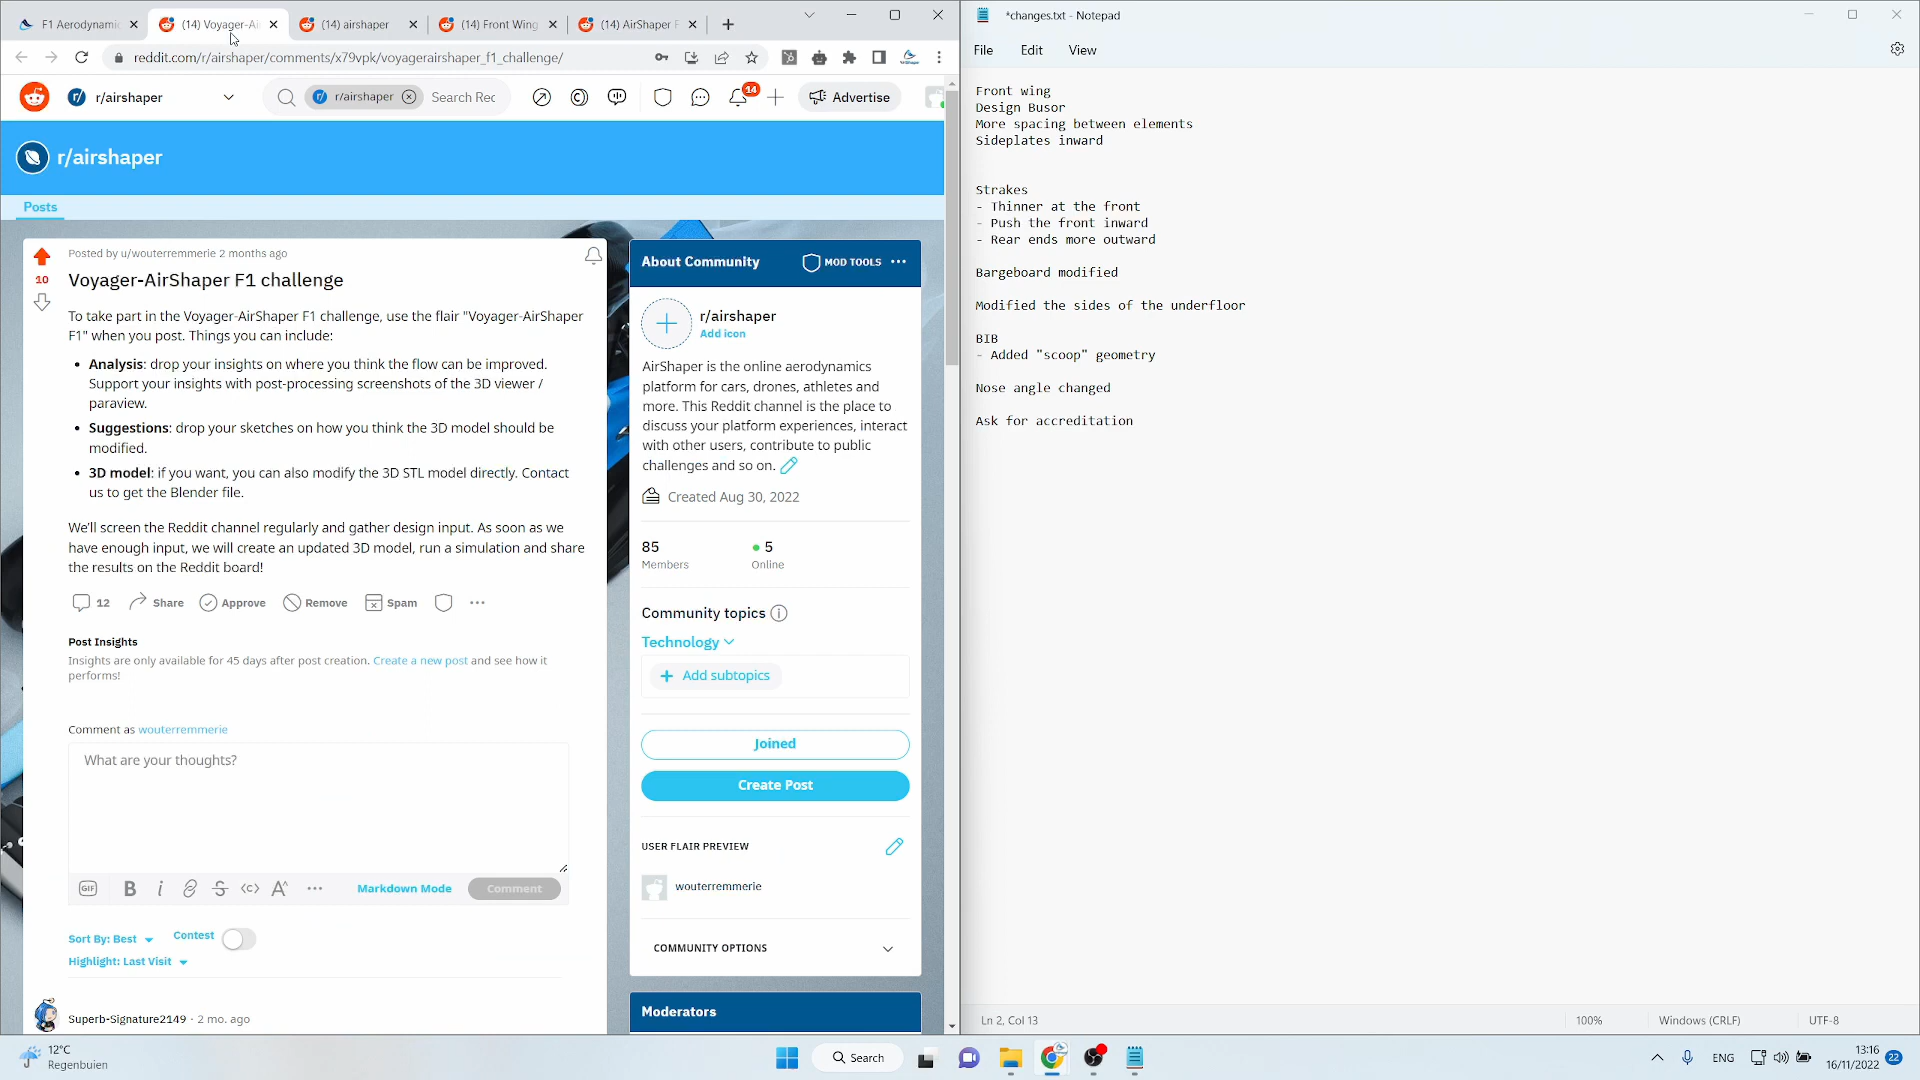 F1 Aerodynamic
(14) Voyager-Ai
(14) airshaper
(14) Front Wing
(14) AirShaper F
reddit.com/r/airshaper/comments/x79vpk/voyagerairshaper_f1_challenge/
r/airshaper
r/airshaper
Search Rec
14
Advertise
r/airshaper
Posts
Posted by u/wouterremmerie 2 months ago
10
Voyager-AirShaper F1 challenge
To take part in the Voyager-AirShaper F1 challenge, use the flair "Voyager-AirShaper
F1" when you post. Things you can include:
• Analysis: drop your insights on where you think the flow can be improved.
Support your insights with post-processing screenshots of the 3D viewer /
paraview.
• Suggestions: drop your sketches on how you think the 3D model should be
modified.
• 3D model: if you want, you can also modify the 3D STL model directly. Contact
us to get the Blender file.
We'll screen the Reddit channel regularly and gather design input. As soon as we
have enough input, we will create an updated 3D model, run a simulation and share
the results on the Reddit board!
12
Share
Approve
Remove
Spam
Post Insights
Insights are only available for 45 days after post creation. Create a new post and see how it
performs!
Comment as wouterremmerie
What are your thoughts?
GIF
B
i
Markdown Mode
Comment
Sort By: Best
Contest
Highlight: Last Visit
Superb-Signature2149 · 2 mo. ago
About Community
MOD TOOLS
r/airshaper
Add icon
AirShaper is the online aerodynamics
platform for cars, drones, athletes and
more. This Reddit channel is the place to
discuss your platform experiences, interact
with other users, contribute to public
challenges and so on.
Created Aug 30, 2022
85
Members
5
Online
Community topics
Technology
Add subtopics
Joined
Create Post
USER FLAIR PREVIEW
wouterremmerie
COMMUNITY OPTIONS
Moderators
*changes.txt - Notepad
File
Edit
View
Front wing
Design Busor
More spacing between elements
Sideplates inward
Strakes
- Thinner at the front
- Push the front inward
- Rear ends more outward
Bargeboard modified
Modified the sides of the underfloor
BIB
- Added "scoop" geometry
Nose angle changed
Ask for accreditation
Ln 2, Col 13
100%
Windows (CRLF)
UTF-8
12°C
Regenbuien
Search
ENG
13:16
16/11/2022
22